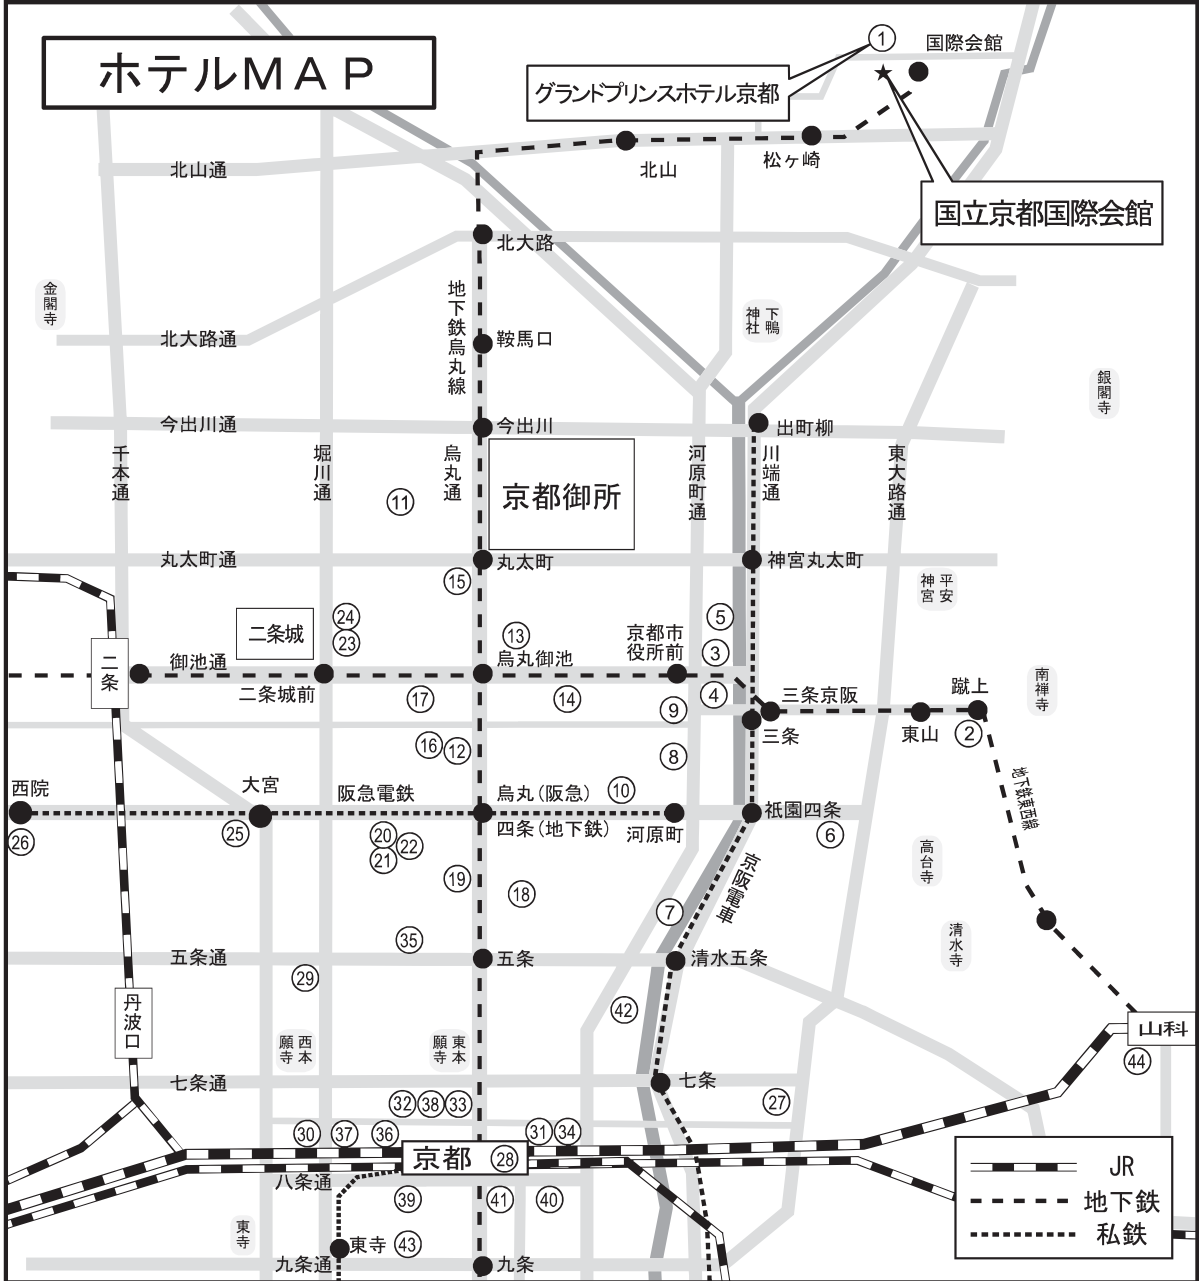 ホテルMAP
①
国際会館
グランドプリンスホテル京都
北山
松ヶ崎
国立京都国際会館
北山通
北大路
金閣寺
地下鉄烏丸線
下鴨神社
北大路通
鞍馬口
銀閣寺
今出川通
今出川
出町柳
千本通
堀川通
烏丸通
河原町通
川端通
東大路通
京都御所
⑪
丸太町通
丸太町
神宮丸太町
⑮
平安神宮
㉔
㉓
二条城
⑬
京都市役所前
⑤
③
二条
御池通
二条城前
烏丸御池
⑰
⑭
④
⑨
三条京阪
三条
東山
蹴上
②
南禅寺
⑯
⑫
⑧
地下鉄東西線
西院
大宮
阪急電鉄
烏丸(阪急)
⑩
四条(地下鉄)
河原町
祇園四条
⑥
㉖
㉕
⑳
㉑
㉒
⑲
⑱
京阪電車
高台寺
⑦
清水寺
㉟
五条通
五条
清水五条
㉙
丹波口
㊷
西本願寺
東本願寺
山科
㊹
七条通
七条
㉗
㉜
㊳
㉝
㉚
㊲
㊱
㉛
㉞
京都
㉘
八条通
㊴
㊶
㊵
東寺
東寺
㊸
九条通
九条
JR
地下鉄
私鉄